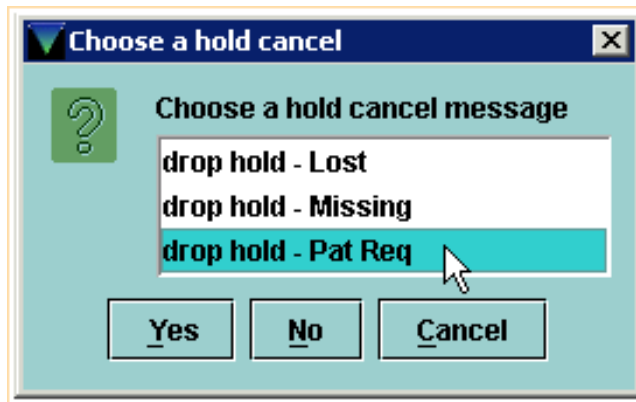 Choose a hold cancel
Choose a hold cancel message
drop hold - Lost
drop hold - Missing
drop hold - Pat Req
Yes No Cancel